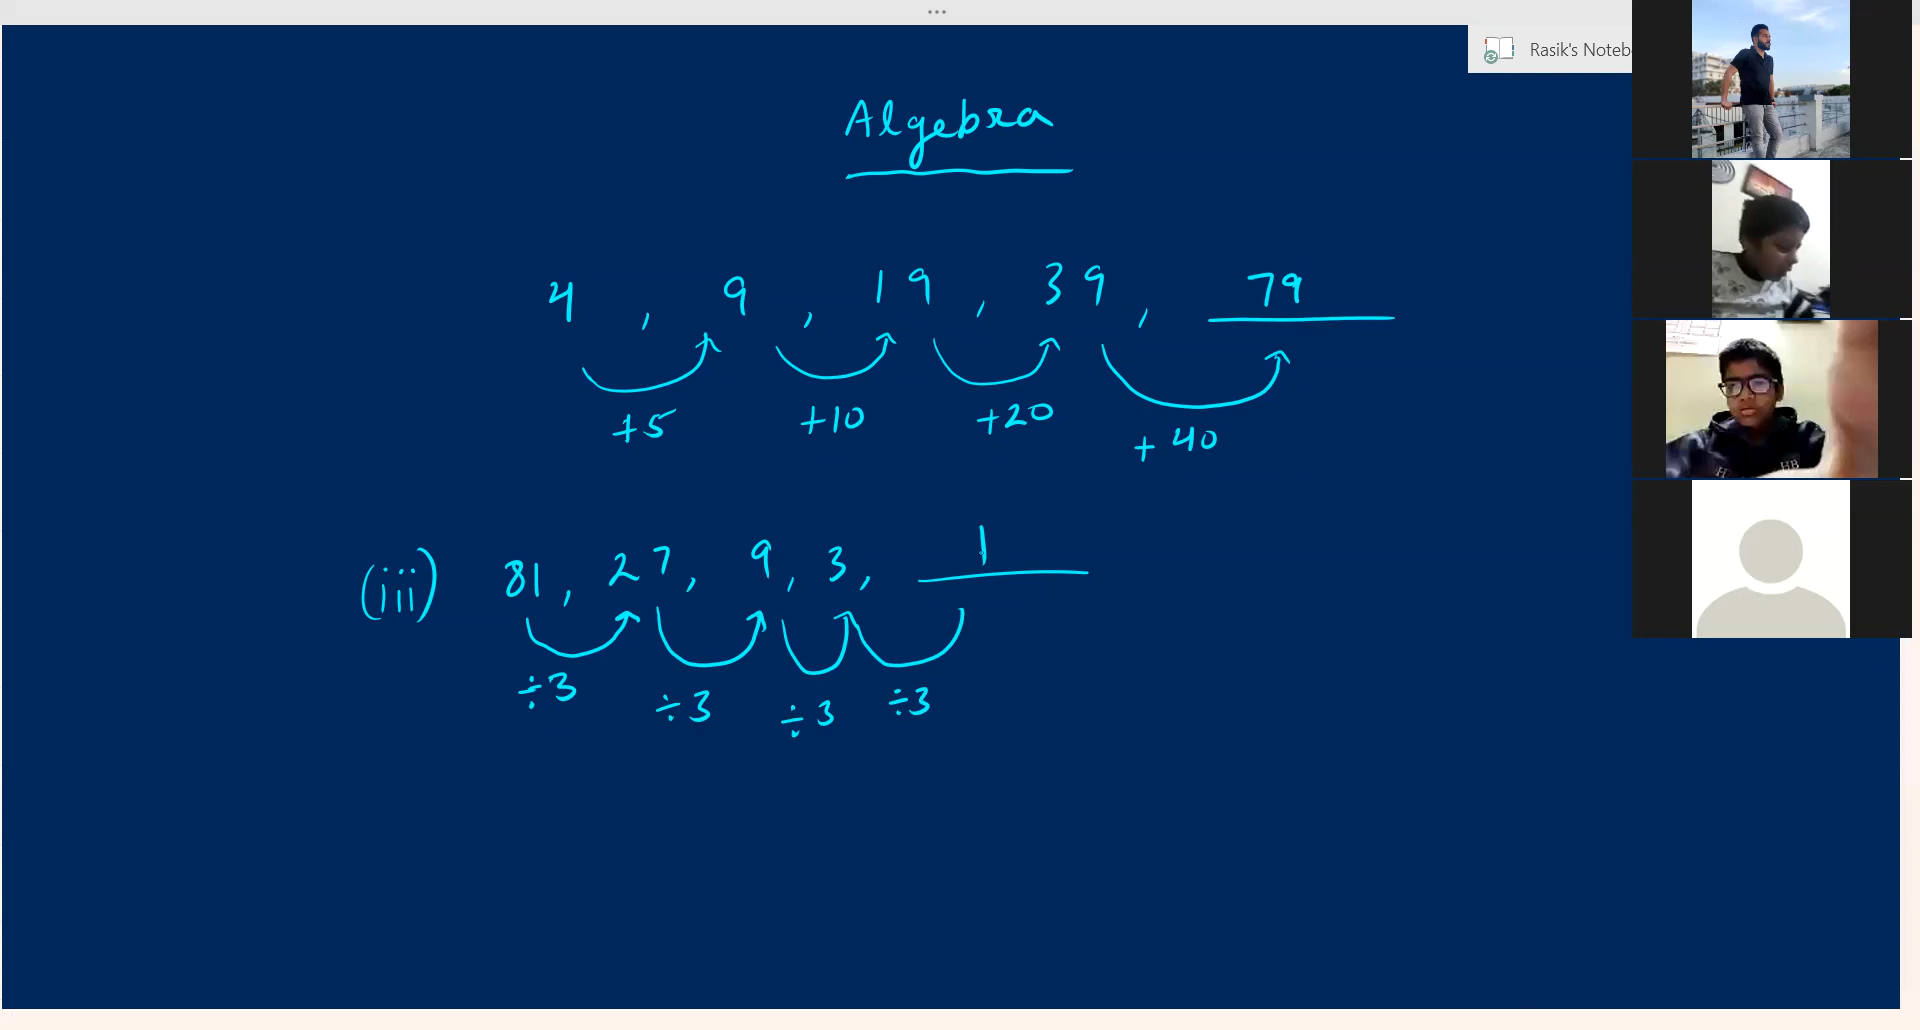 Rasik's Noteb
Algebra
4 , 9 , 19 , 39 , 79
+5 +10 +20 +40
(iii) 81 , 27 , 9 , 3 , 1
÷3 ÷3 ÷3 ÷3
HB